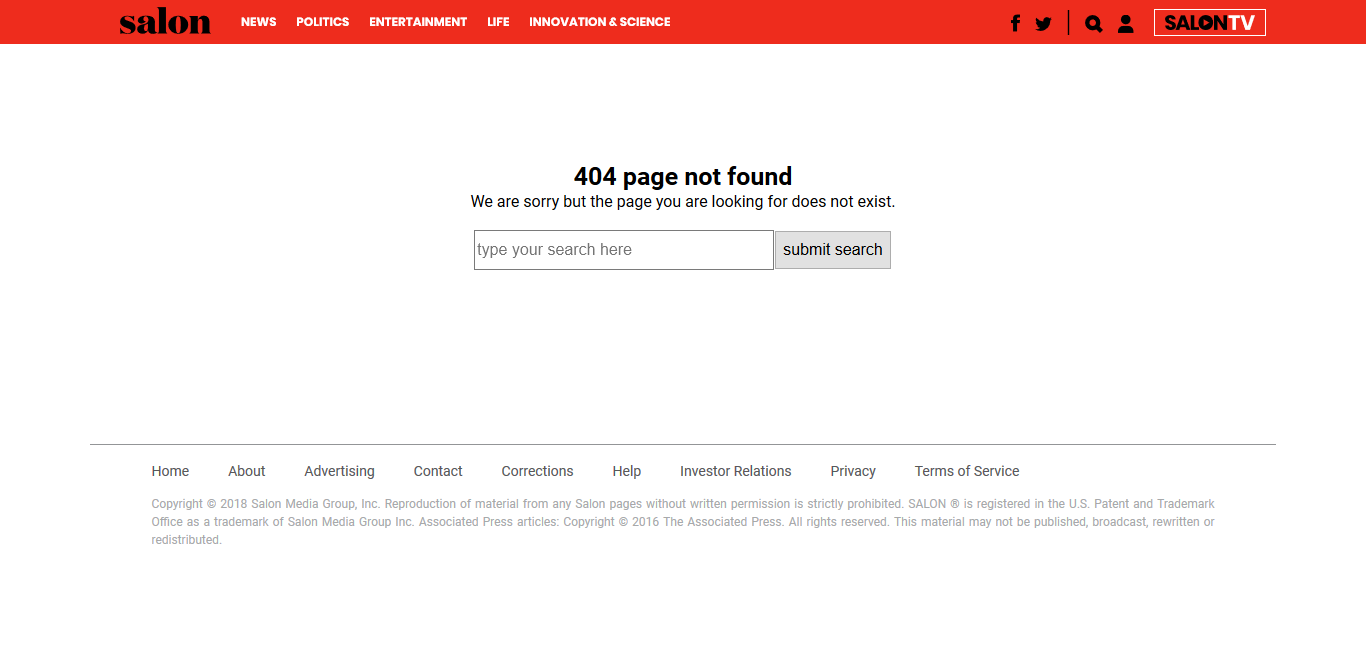 salon NEWS POLITICS ENTERTAINMENT LIFE INNOVATION & SCIENCE SALONTV
404 page not found
We are sorry but the page you are looking for does not exist.
type your search here submit search
Home About Advertising Contact Corrections Help Investor Relations Privacy Terms of Service
Copyright © 2018 Salon Media Group, Inc. Reproduction of material from any Salon pages without written permission is strictly prohibited. SALON ® is registered in the U.S. Patent and Trademark
Office as a trademark of Salon Media Group Inc. Associated Press articles: Copyright © 2016 The Associated Press. All rights reserved. This material may not be published, broadcast, rewritten or
redistributed.